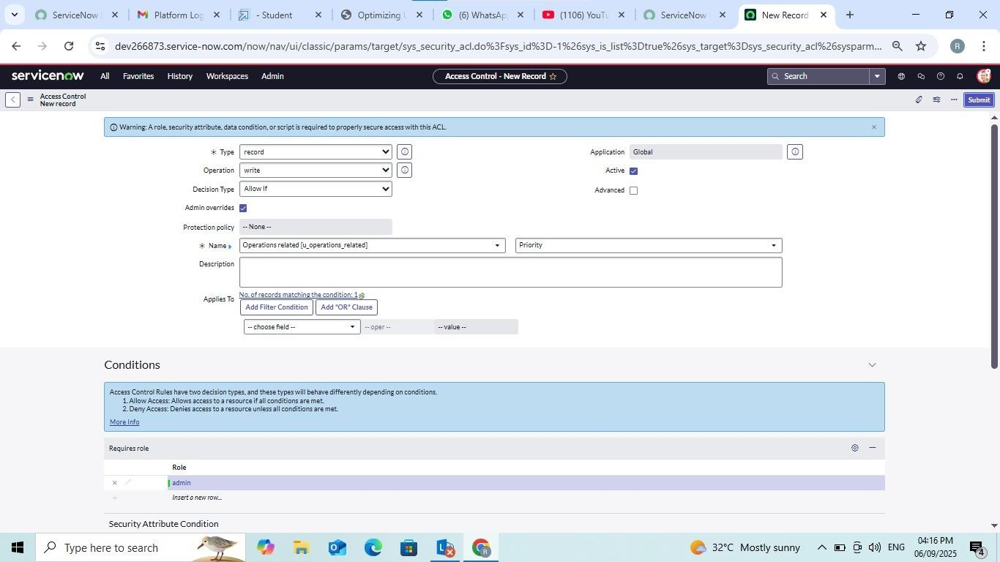 ServiceNow
Platform Log
- Student
Optimizing
(6) WhatsAp
(1106) YouTu
ServiceNow
New Record
dev266873.service-now.com/now/nav/ui/classic/params/target/sys_security_acl.do%3Fsys_id%3D-1%26sys_is_list%3Dtrue%26sys_target%3Dsys_security_acl%26sysparm...
R
servicenow All Favorites History Workspaces Admin Access Control - New Record Search
Access Control
New record
Submit
Warning: A role, security attribute, data condition, or script is required to properly secure access with this ACL.
* Type record
Application Global
Operation write
Active
Decision Type Allow If
Advanced
Admin overrides
Protection policy -- None --
* Name Operations related [u_operations_related] Priority
Description
Applies To No. of records matching the condition: 1
Add Filter Condition Add "OR" Clause
-- choose field -- -- oper -- -- value --
Conditions
Access Control Rules have two decision types, and these types will behave differently depending on conditions.
1. Allow Access: Allows access to a resource if all conditions are met.
2. Deny Access: Denies access to a resource unless all conditions are met.
More Info
Requires role
Role
admin
Insert a new row...
Security Attribute Condition
Type here to search
32°C Mostly sunny
ENG
04:16 PM
06/09/2025
4